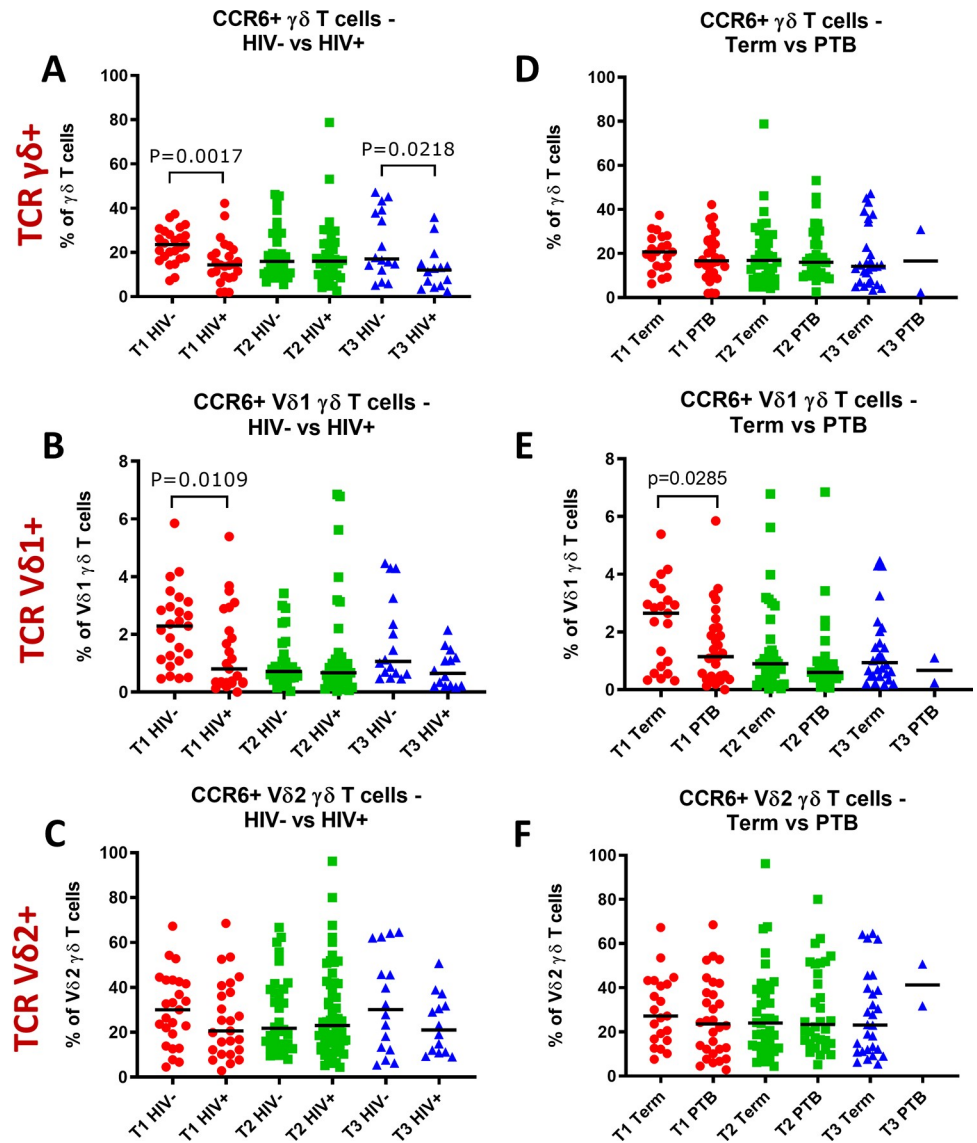 CCR6+ γδ T cells -
HIV- vs HIV+
A
TCR γδ+
% of γδ T cells
100
80
60
40
20
0
P=0.0017
P=0.0218
T1 HIV-
T1 HIV+
T2 HIV-
T2 HIV+
T3 HIV-
T3 HIV+
CCR6+ γδ T cells -
Term vs PTB
D
% of γδ T cells
100
80
60
40
20
0
T1 Term
T1 PTB
T2 Term
T2 PTB
T3 Term
T3 PTB
CCR6+ Vδ1 γδ T cells -
HIV- vs HIV+
B
TCR Vδ1+
% of Vδ1 γδ T cells
8
6
4
2
0
P=0.0109
T1 HIV-
T1 HIV+
T2 HIV-
T2 HIV+
T3 HIV-
T3 HIV+
CCR6+ Vδ1 γδ T cells -
Term vs PTB
E
% of Vδ1 γδ T cells
8
6
4
2
0
p=0.0285
T1 Term
T1 PTB
T2 Term
T2 PTB
T3 Term
T3 PTB
CCR6+ Vδ2 γδ T cells -
HIV- vs HIV+
C
TCR Vδ2+
% of Vδ2 γδ T cells
100
80
60
40
20
0
T1 HIV-
T1 HIV+
T2 HIV-
T2 HIV+
T3 HIV-
T3 HIV+
CCR6+ Vδ2 γδ T cells -
Term vs PTB
F
% of Vδ2 γδ T cells
100
80
60
40
20
0
T1 Term
T1 PTB
T2 Term
T2 PTB
T3 Term
T3 PTB